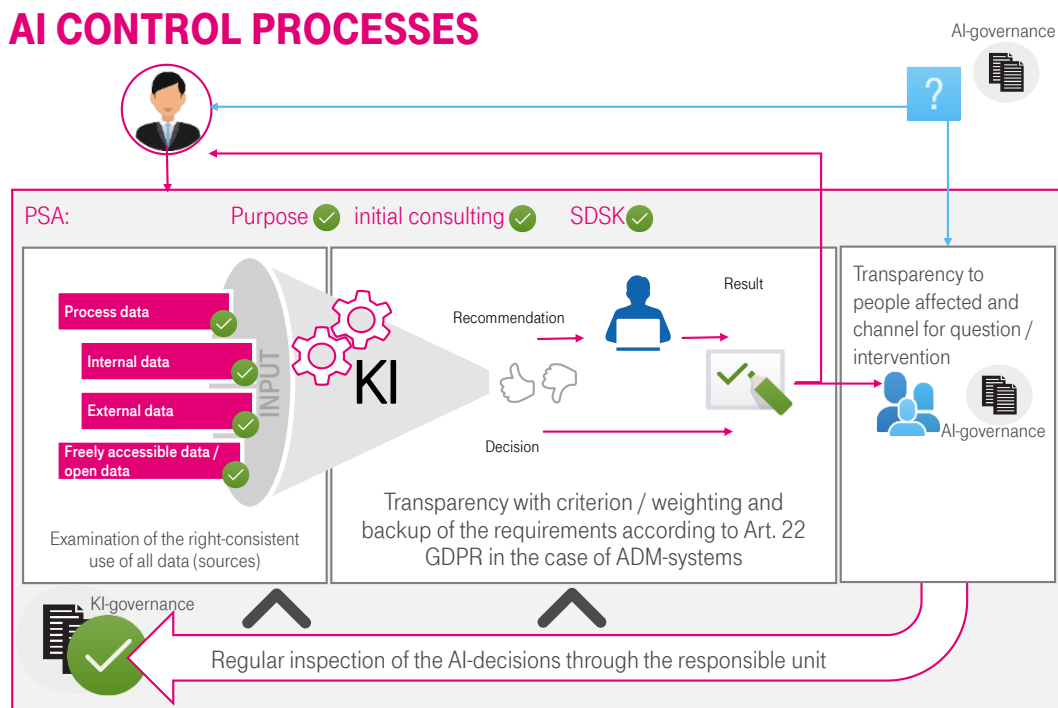 AI CONTROL PROCESSES
AI-governance
?
PSA:
Purpose
initial consulting
SDSK
Process data
Internal data
External data
Freely accessible data /
open data
INPUT
KI
Recommendation
Decision
Result
Transparency to
people affected and
channel for question /
intervention
AI-governance
Examination of the right-consistent
use of all data (sources)
Transparency with criterion / weighting and
backup of the requirements according to Art. 22
GDPR in the case of ADM-systems
KI-governance
Regular inspection of the AI-decisions through the responsible unit